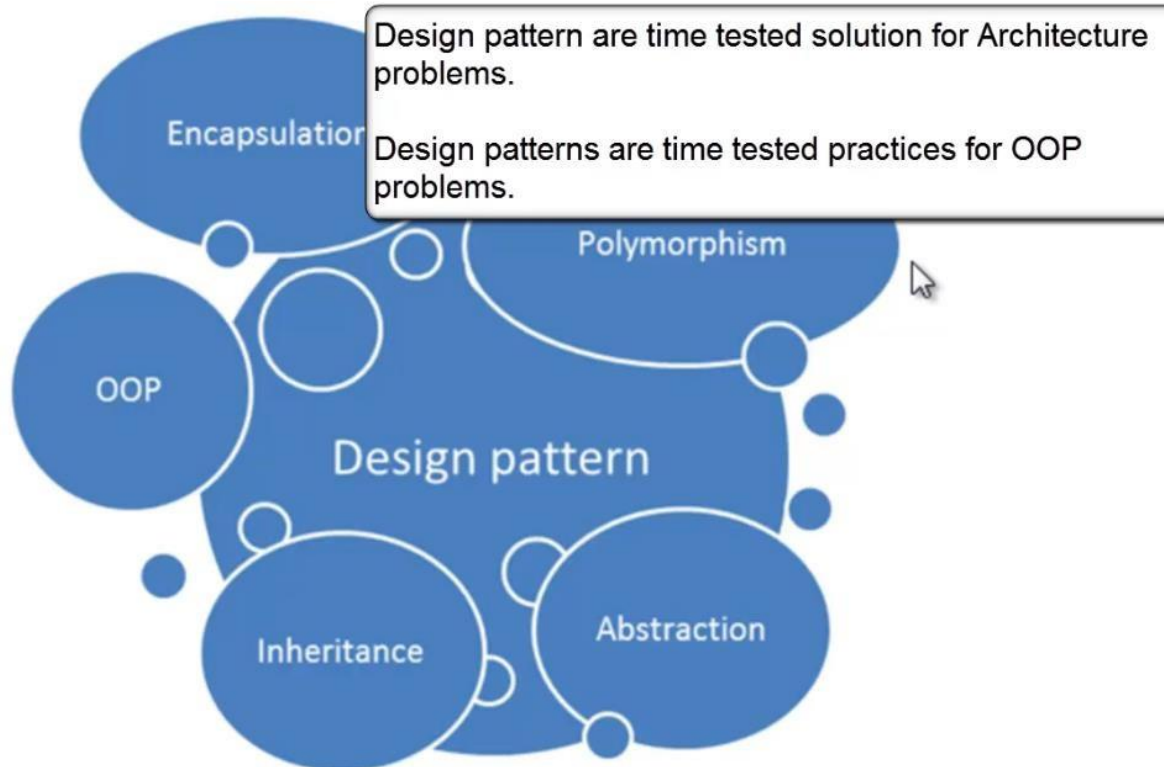 Design pattern are time tested solution for Architecture
problems.
Design patterns are time tested practices for OOP
problems.
Encapsulation
Polymorphism
OOP
Design pattern
Inheritance
Abstraction